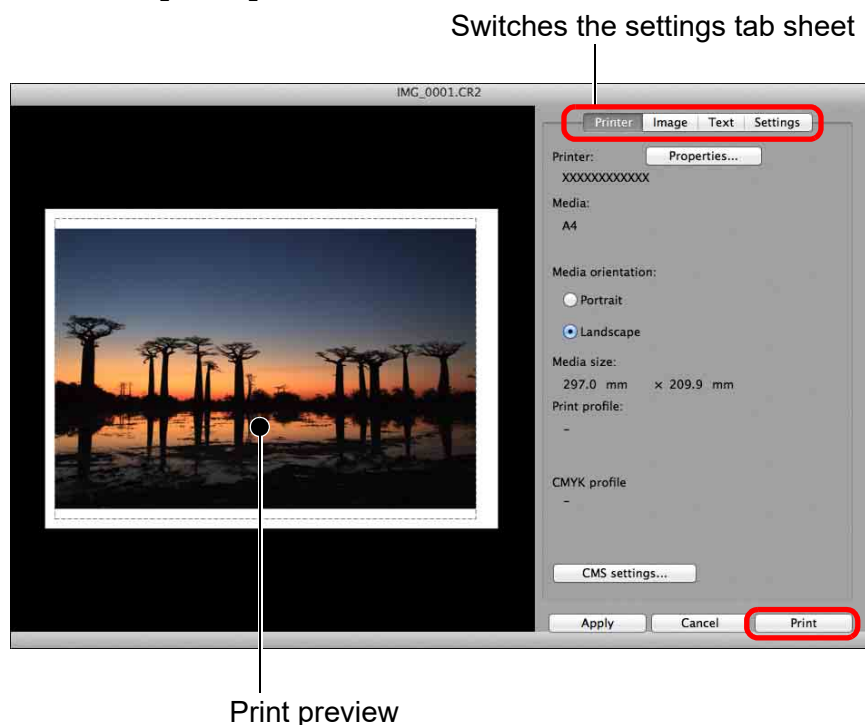 Switches the settings tab sheet
IMG_0001.CR2
Printer Image Text Settings
Printer: Properties...
XXXXXXXXXXXX
Media:
A4
Media orientation:
Portrait
Landscape
Media size:
297.0 mm × 209.9 mm
Print profile:
-
CMYK profile
-
CMS settings...
Apply Cancel Print
Print preview